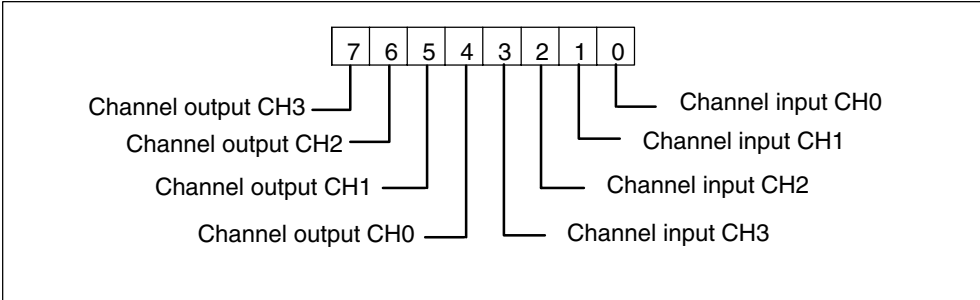 7 6 5 4 3 2 1 0
Channel output CH3
Channel input CH0
Channel output CH2
Channel input CH1
Channel output CH1
Channel input CH2
Channel output CH0
Channel input CH3